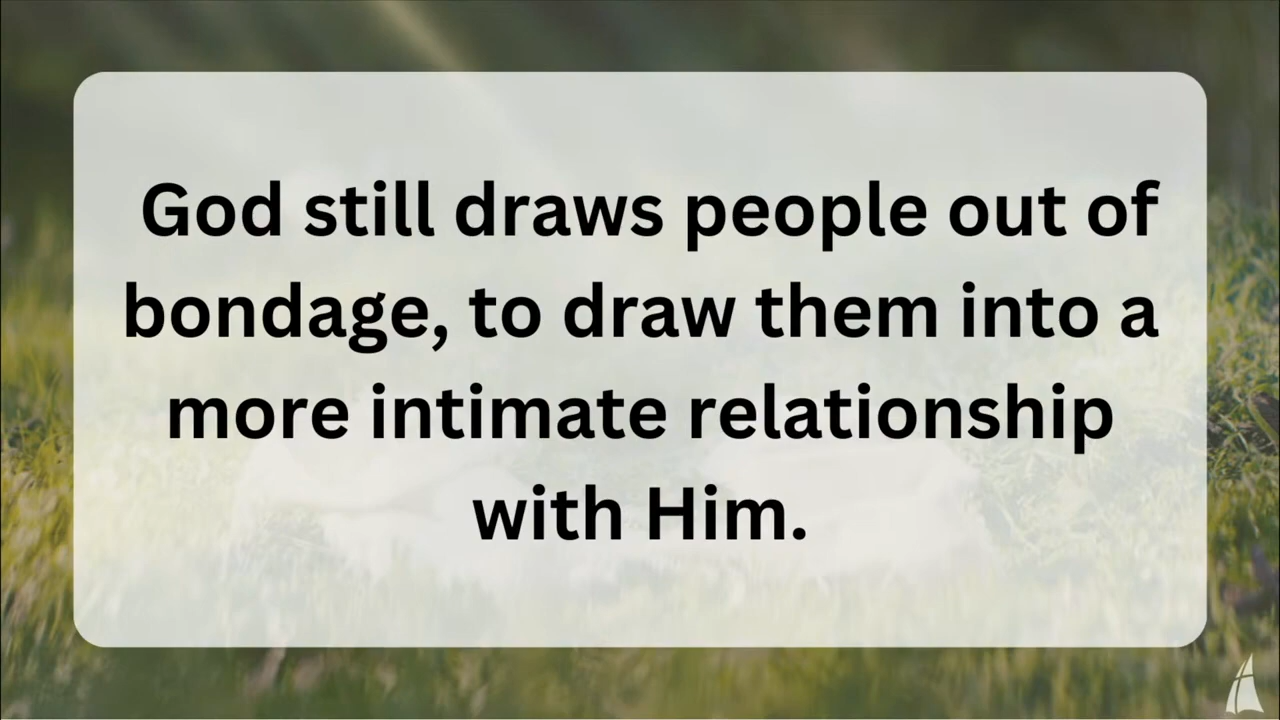 God still draws people out of
bondage, to draw them into a
more intimate relationship
with Him.